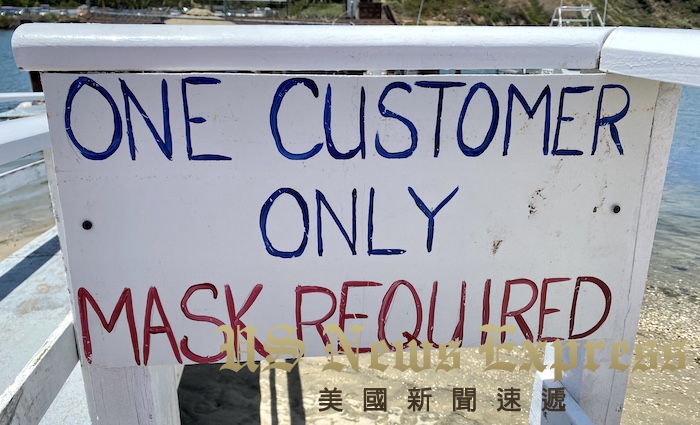 ONE CUSTOMER
ONLY
MASK REQUIRED
US News Express
美國新聞速遞